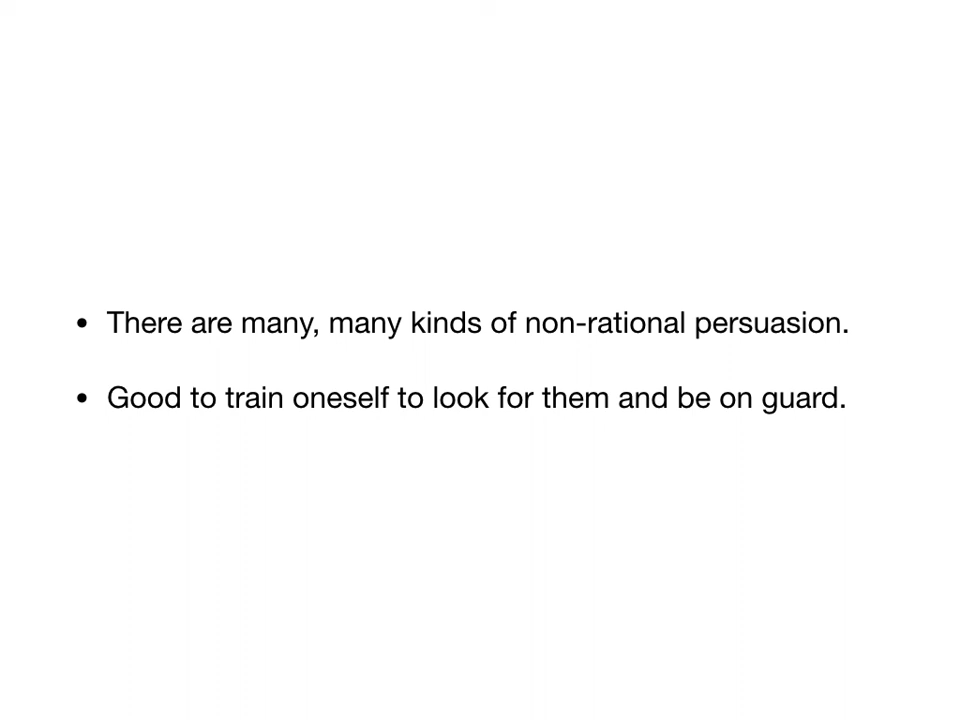 • There are many, many kinds of non-rational persuasion.
• Good to train oneself to look for them and be on guard.